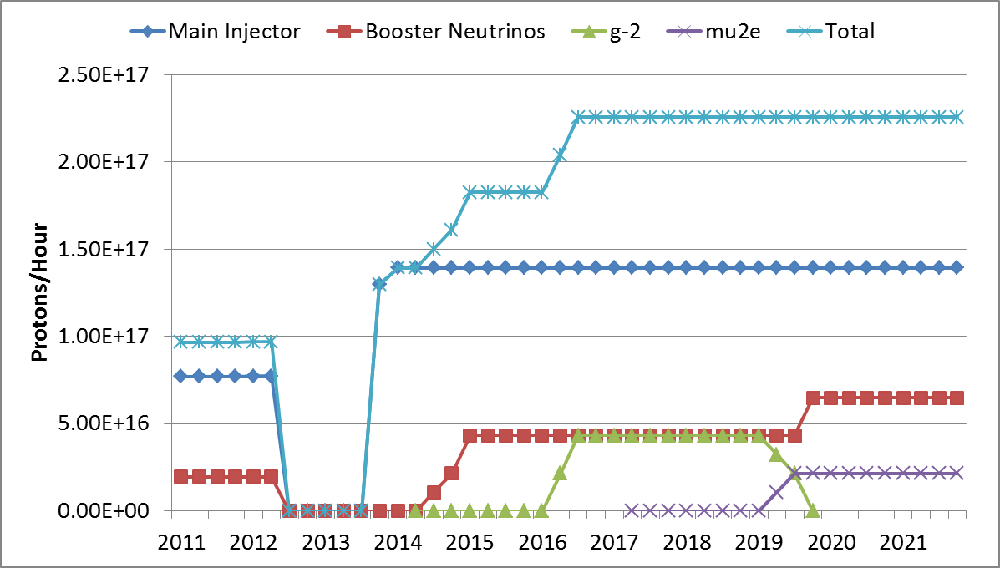 Main Injector Booster Neutrinos g-2 mu2e Total
2.50E+17
2.00E+17
1.50E+17
1.00E+17
5.00E+16
0.00E+00
Protons/Hour
2011 2012 2013 2014 2015 2016 2017 2018 2019 2020 2021